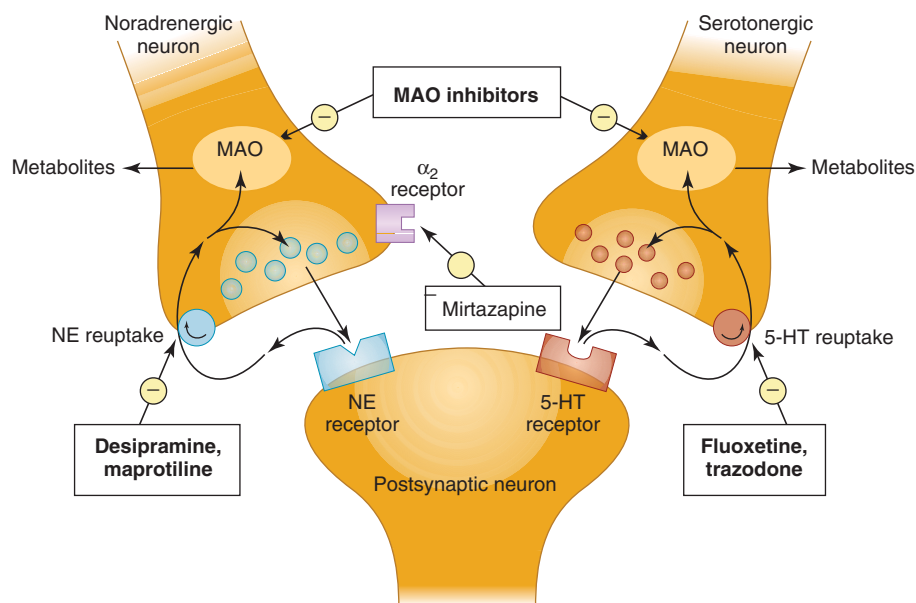 Noradrenergic
neuron
Serotonergic
neuron
MAO inhibitors
–
–
MAO
MAO
Metabolites
Metabolites
α2
receptor
–
Mirtazapine
NE reuptake
5-HT reuptake
–
–
NE
receptor
5-HT
receptor
Desipramine,
maprotiline
Fluoxetine,
trazodone
Postsynaptic neuron